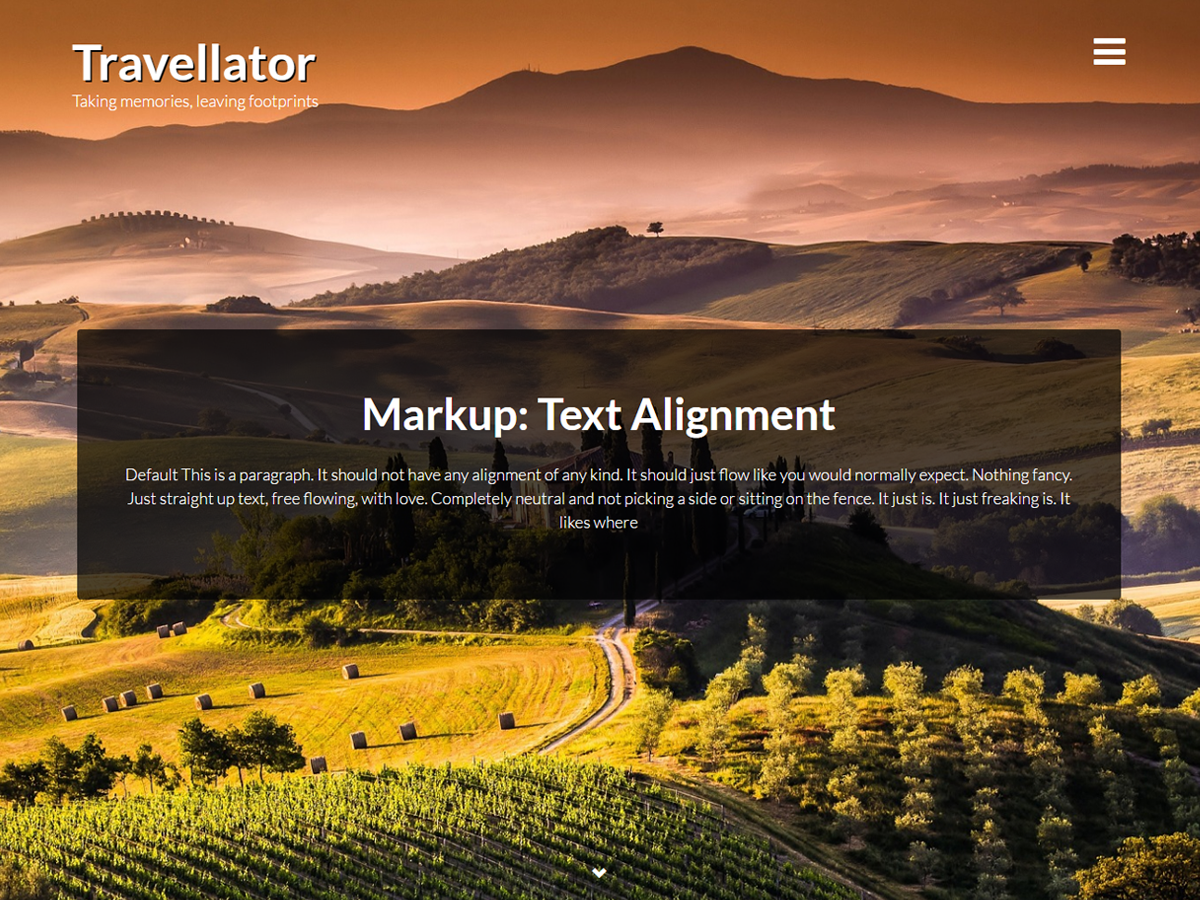 Travellator
Taking memories, leaving footprints
Markup: Text Alignment
Default This is a paragraph. It should not have any alignment of any kind. It should just flow like you would normally expect. Nothing fancy.
Just straight up text, free flowing, with love. Completely neutral and not picking a side or sitting on the fence. It just is. It just freaking is. It
likes where